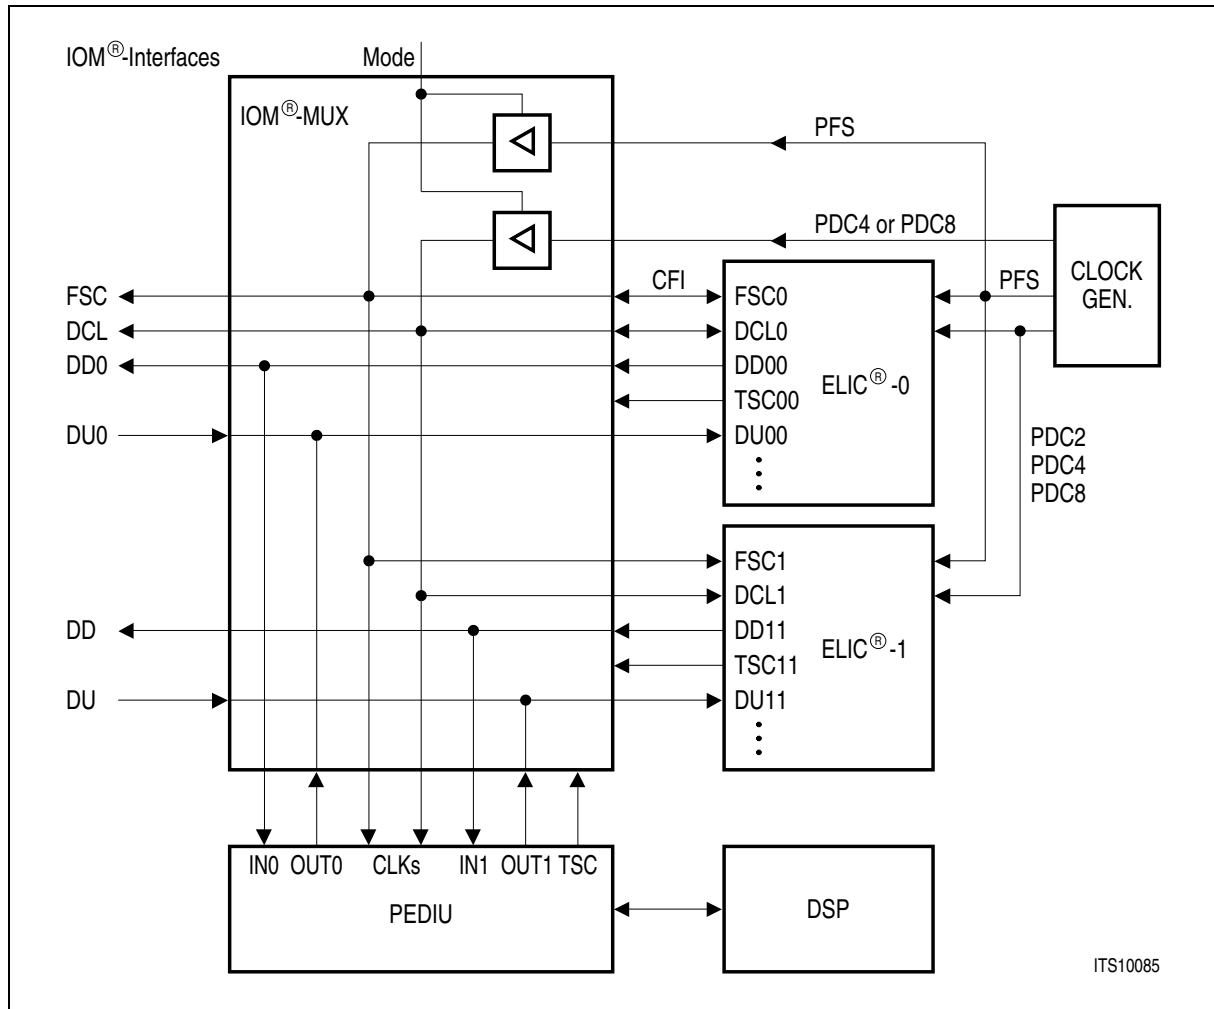 IOM®-Interfaces
Mode
IOM®-MUX
PFS
PDC4 or PDC8
CLOCK
GEN.
PFS
CFI
FSC
DCL
DD0
DU0
FSC0
DCL0
DD00
TSC00
DU00
ELIC®-0
PDC2
PDC4
PDC8
DD
DU
FSC1
DCL1
DD11
TSC11
DU11
ELIC®-1
IN0 OUT0 CLKs IN1 OUT1 TSC
PEDIU
DSP
ITS10085